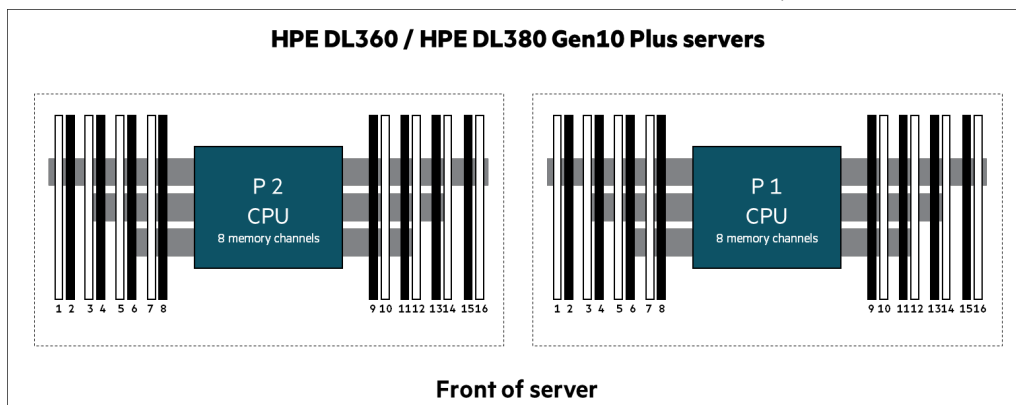 HPE DL360 / HPE DL380 Gen10 Plus servers
P 2
CPU
8 memory channels
1 2 3 4 5 6 7 8 9 10 11 12 13 14 15 16
P 1
CPU
8 memory channels
1 2 3 4 5 6 7 8 9 10 11 12 13 14 15 16
Front of server